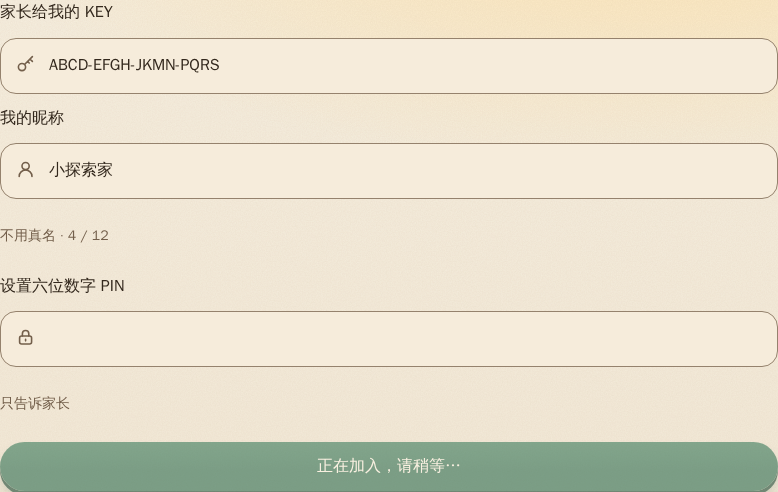 家长给我的 KEY
ABCD-EFGH-JKMN-PQRS
我的昵称
小探索家
不用真名 · 4 / 12
设置六位数字 PIN
只告诉家长
正在加入，请稍等…